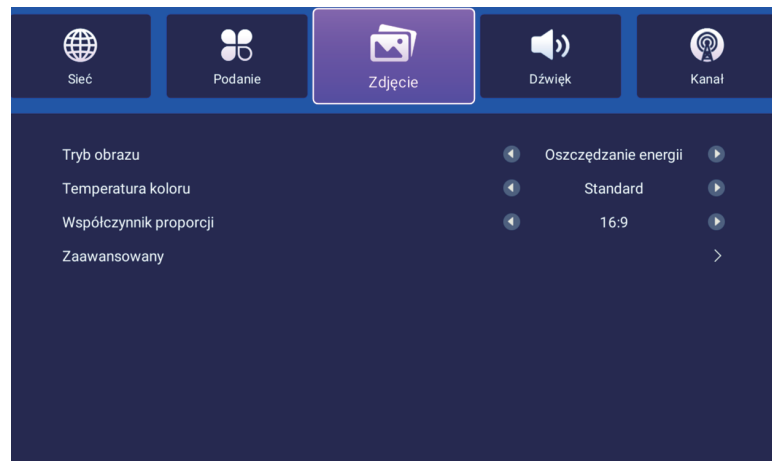 Sieć
Podanie
Zdjęcie
Dźwięk
Kanał
Tryb obrazu Oszczędzanie energii
Temperatura koloru Standard
Współczynnik proporcji 16:9
Zaawansowany